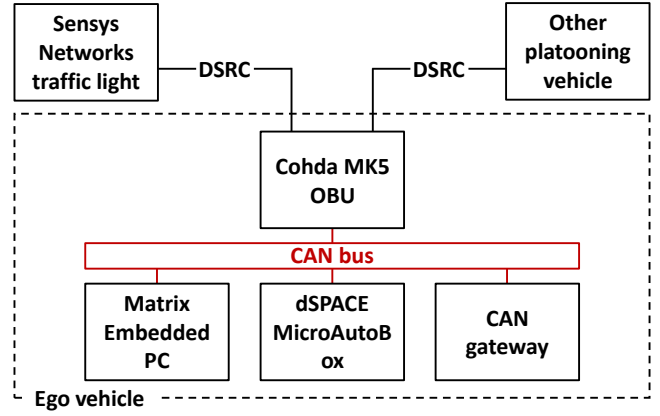 Sensys
Networks
traffic light
DSRC
DSRC
Other
platooning
vehicle
Cohda MK5
OBU
CAN bus
Matrix
Embedded
PC
dSPACE
MicroAutoB
ox
CAN
gateway
Ego vehicle